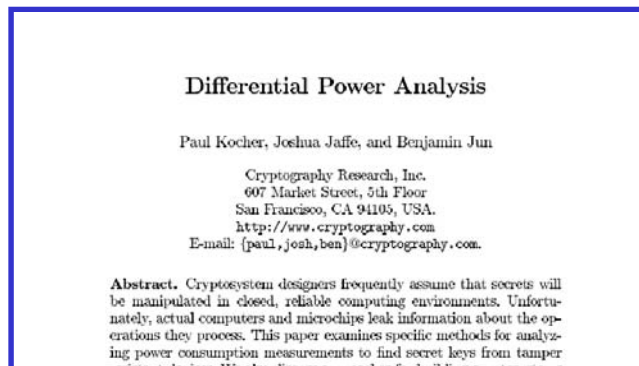 Differential Power Analysis
Paul Kocher, Joshua Jaffe, and Benjamin Jun
Cryptography Research, Inc.
607 Market Street, 5th Floor
San Francisco, CA 94105, USA.
http://www.cryptography.com
E-mail: {paul,josh,ben}@cryptography.com.
Abstract. Cryptosystem designers frequently assume that secrets will
be manipulated in closed, reliable computing environments. Unfortu-
nately, actual computers and microchips leak information about the op-
erations they process. This paper examines specific methods for analyz-
ing power consumption measurements to find secret keys from tamper